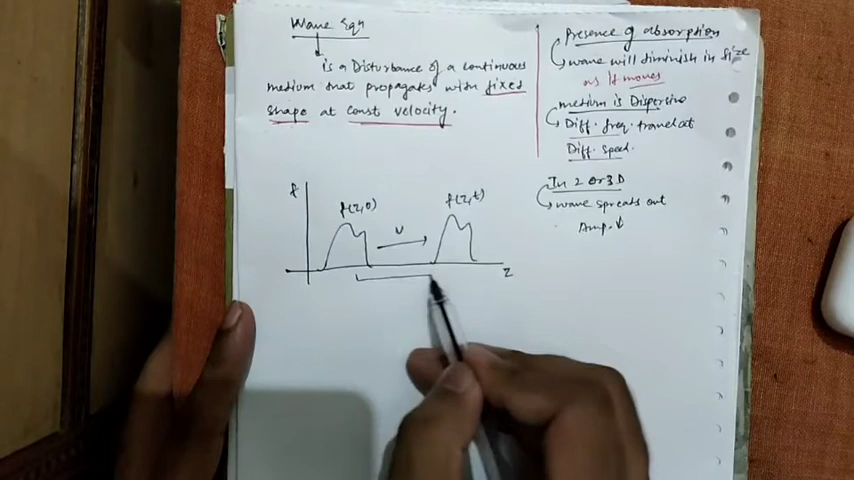 Wave Eqn
is a Disturbance of a continuous
medium that propagates with fixed
shape at const velocity.
Presence of absorption
wave will diminish in size
as it moves
medium is Dispersive
Diff. freq. travel at
Diff. speed.
In 2 or 3D
wave spreads out
Amp. ↓
f
f(z,0)
v
f(z,t)
z